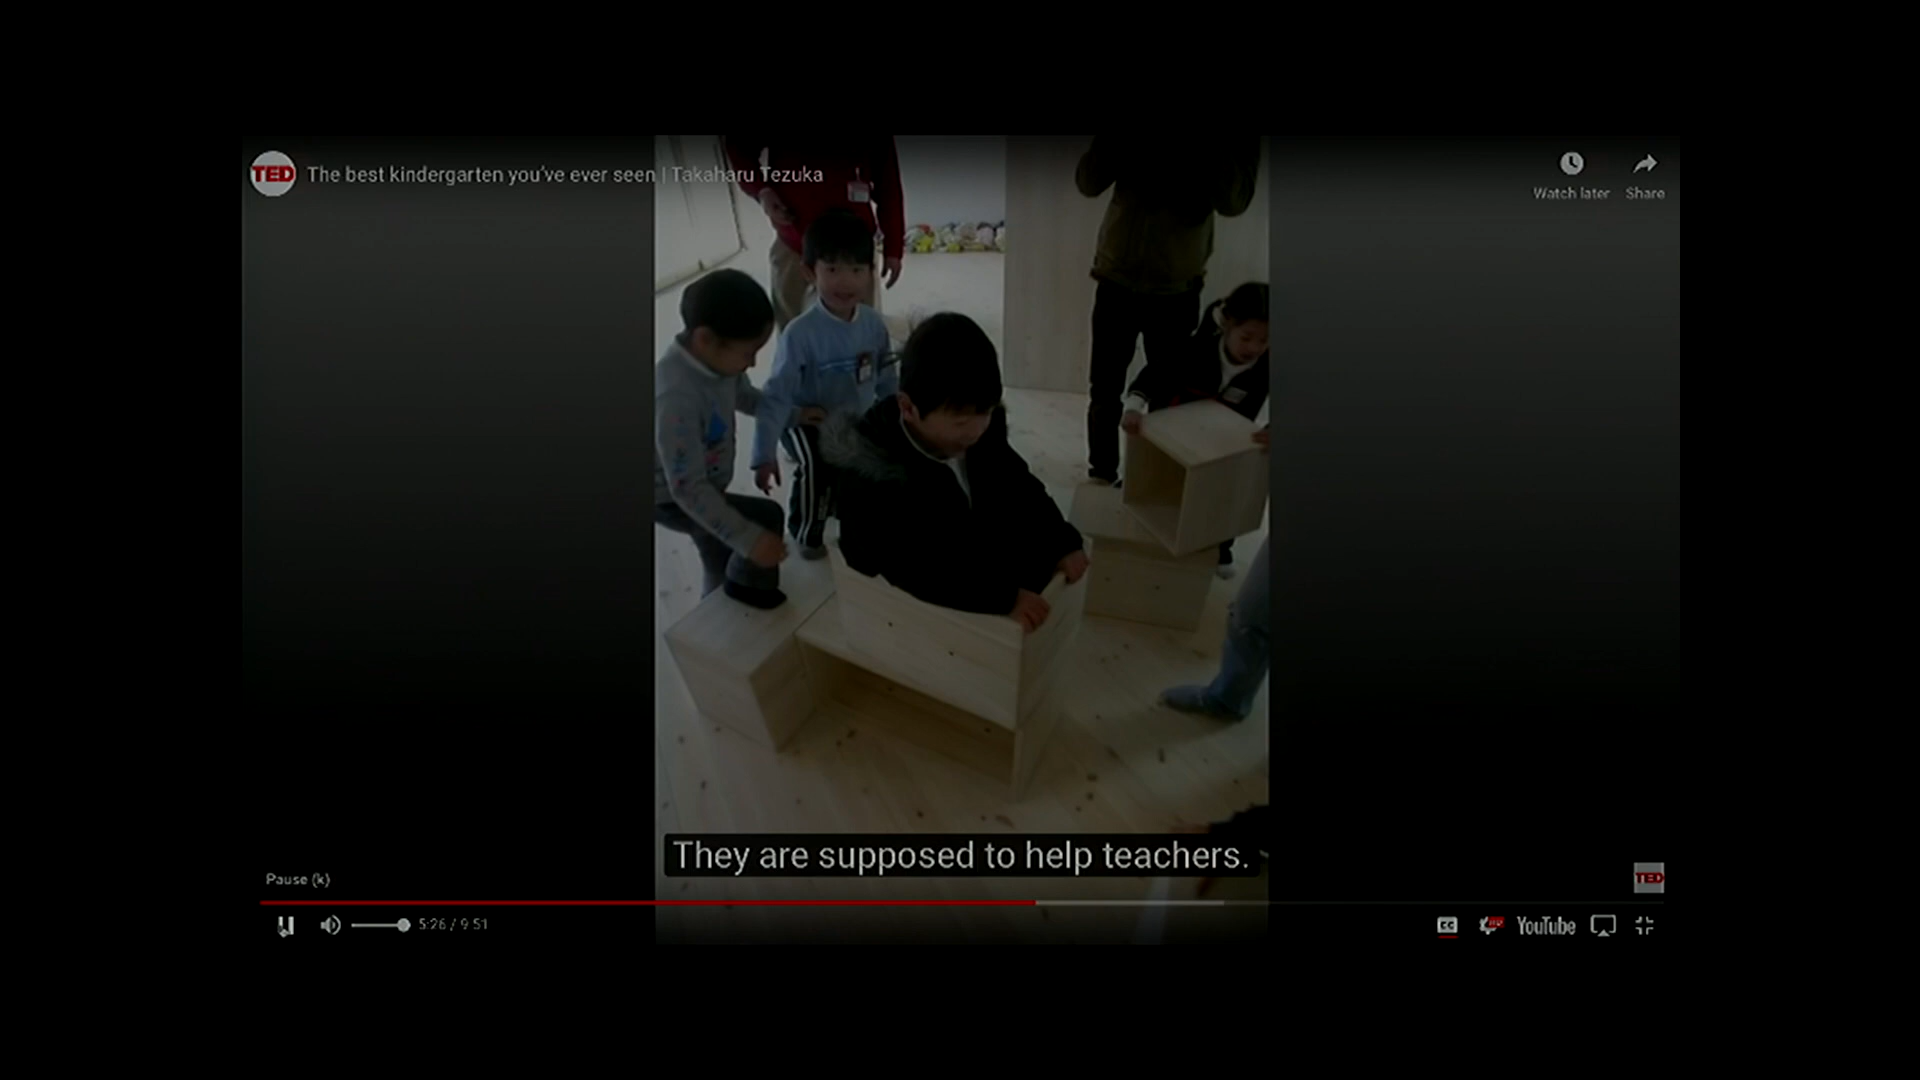 TED
The best kindergarten you've ever seen | Takaharu Tezuka
Watch later
Share
They are supposed to help teachers.
Pause (k)
TED
5:26 / 9:51
CC
YouTube